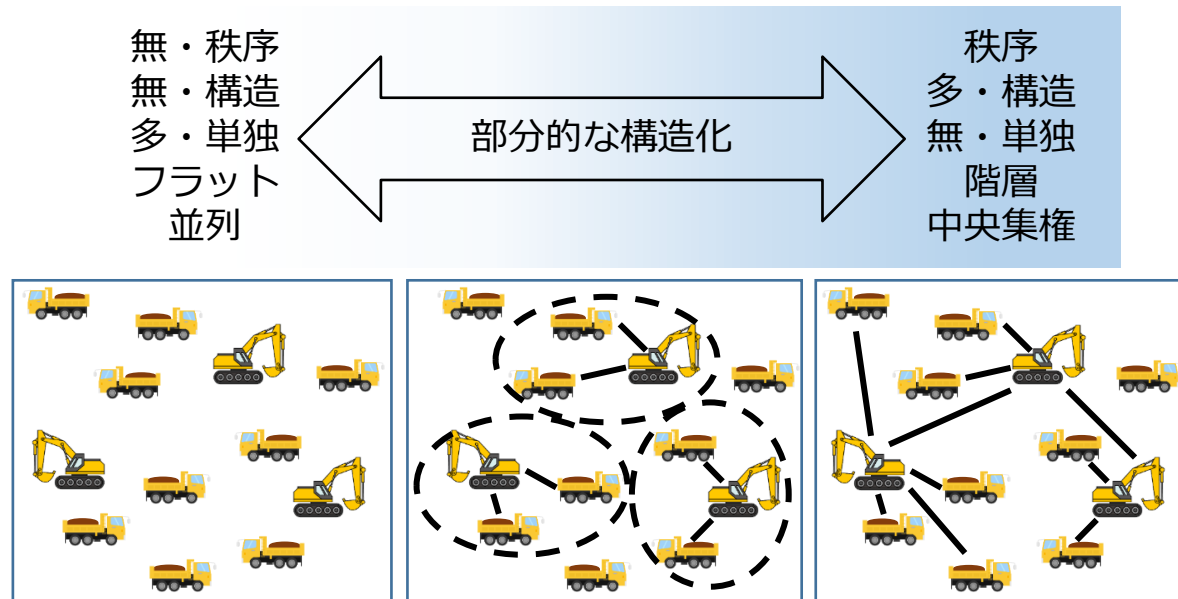 無・秩序
無・構造
多・単独
フラット
並列
部分的な構造化
秩序
多・構造
無・単独
階層
中央集権